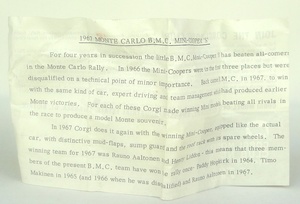 1967 MONTE CARLO B.M.C. MINI-COOPER 'S'
For four years in succession the little B.M.C. Mini-Cooper S has beaten all-comers
in the Monte Carlo Rally. In 1966 the Mini-Coopers were in the first three places but were
disqualified on a technical point of minor importance. Back came B.M.C. in 1967, to win
with the same kind of car, expert driving and team management which had produced earlier
Monte victories. For each of these Corgi made winning Mini models, beating all rivals in
the race to produce a model Monte souvenir.
In 1967 Corgi does it again with the winning Mini-Cooper, equipped like the actual
car, with distinctive mud-flaps, sump guard and the roof rack with spare wheels. The
winning team for 1967 was Rauno Aaltonen and Henry Liddon - this means that three mem-
bers of the present B.M.C. team have won the rally once - Paddy Hopkirk in 1964, Timo
Makinen in 1965 (and 1966 when he was disqualified) and Rauno Aaltonen in 1967.